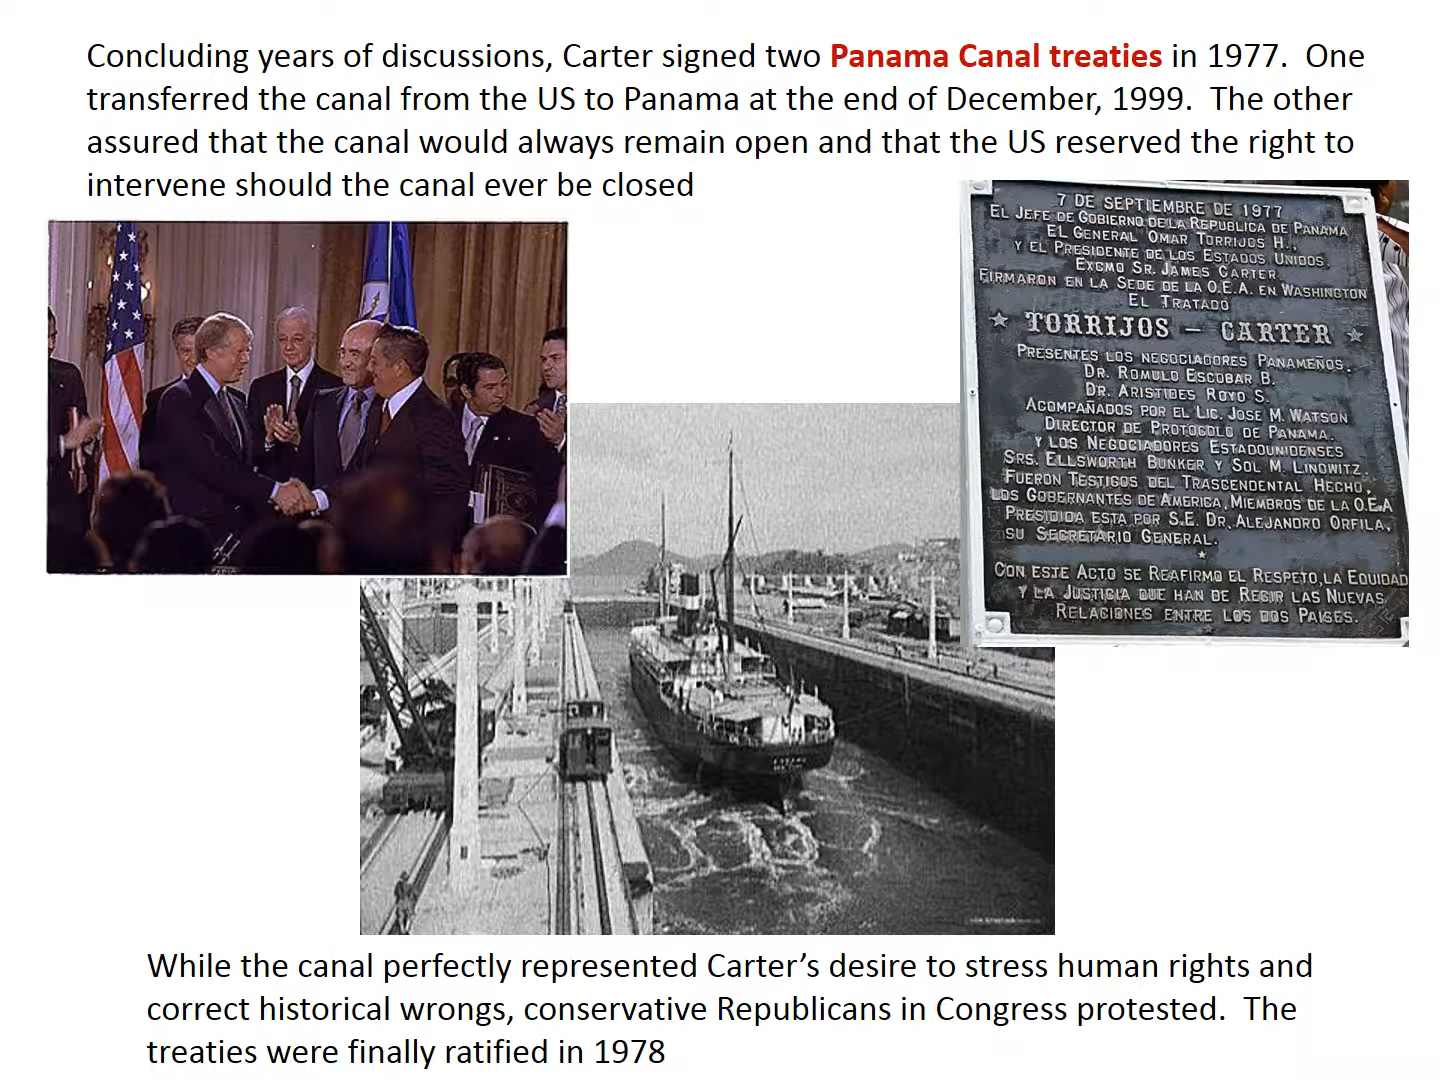 Concluding years of discussions, Carter signed two Panama Canal treaties in 1977.  One
transferred the canal from the US to Panama at the end of December, 1999.  The other
assured that the canal would always remain open and that the US reserved the right to
intervene should the canal ever be closed
7 DE SEPTIEMBRE DE 1977
EL JEFE DE GOBIERNO DE LA REPUBLICA DE PANAMA
EL GENERAL OMAR TORRIJOS H.,
Y EL PRESIDENTE DE LOS ESTADOS UNIDOS,
EXCMO SR. JAMES CARTER
FIRMARON EN LA SEDE DE LA O.E.A. EN WASHINGTON
EL TRATADO
★ TORRIJOS – CARTER ★
PRESENTES LOS NEGOCIADORES PANAMEÑOS.
DR. ROMULO ESCOBAR B.
DR. ARISTIDES ROYO S.
ACOMPAÑADOS POR EL LIC. JOSE M. WATSON
DIRECTOR DE PROTOCOLO DE PANAMA.
Y LOS NEGOCIADORES ESTADOUNIDENSES
SRS. ELLSWORTH BUNKER Y SOL M. LINOWITZ.
FUERON TESTIGOS DEL TRASCENDENTAL HECHO,
LOS GOBERNANTES DE AMERICA, MIEMBROS DE LA O.E.A
PRESIDIDA ESTA POR S.E. DR. ALEJANDRO ORFILA,
SU SECRETARIO GENERAL.
★
CON ESTE ACTO SE REAFIRMO EL RESPETO, LA EQUIDAD
Y LA JUSTICIA QUE HAN DE REGIR LAS NUEVAS
RELACIONES ENTRE LOS DOS PAISES.
While the canal perfectly represented Carter’s desire to stress human rights and
correct historical wrongs, conservative Republicans in Congress protested.  The
treaties were finally ratified in 1978